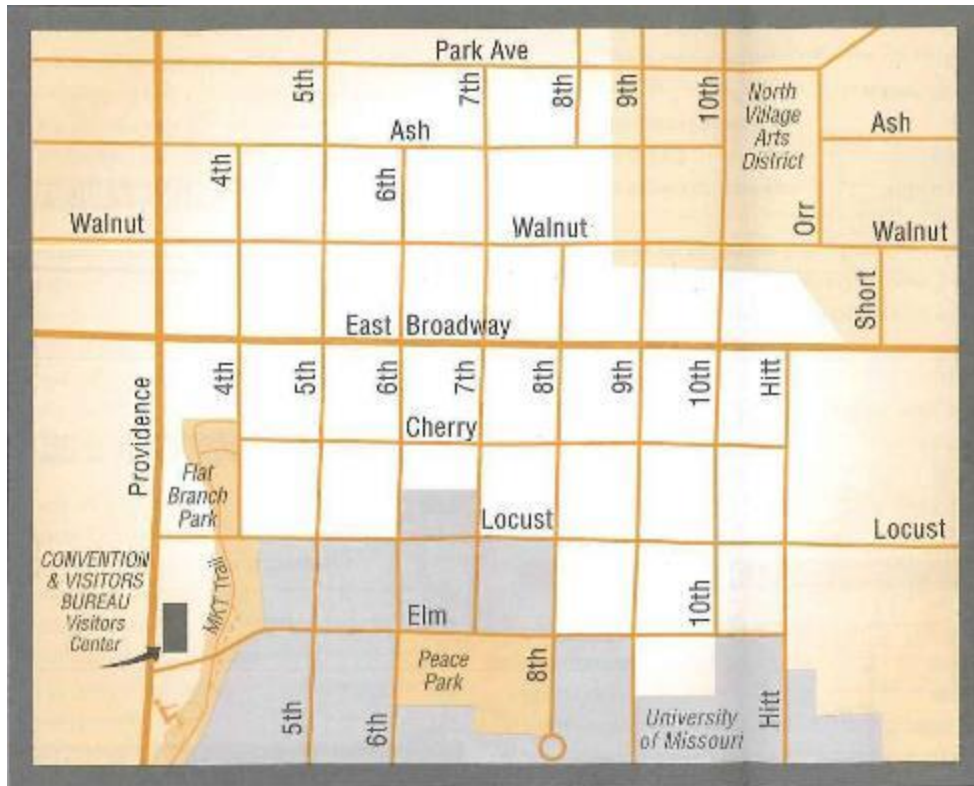 Park Ave
5th
7th
8th
9th
10th
North
Village
Arts
District
Ash
Ash
4th
6th
Walnut
Walnut
Orr
Walnut
Short
East Broadway
Providence
4th
5th
6th
7th
8th
9th
10th
Hitt
Cherry
Flat
Branch
Park
Locust
Locust
CONVENTION
& VISITORS
BUREAU
Visitors
Center
MKT Trail
Elm
10th
Peace
Park
8th
5th
6th
University
of Missouri
Hitt